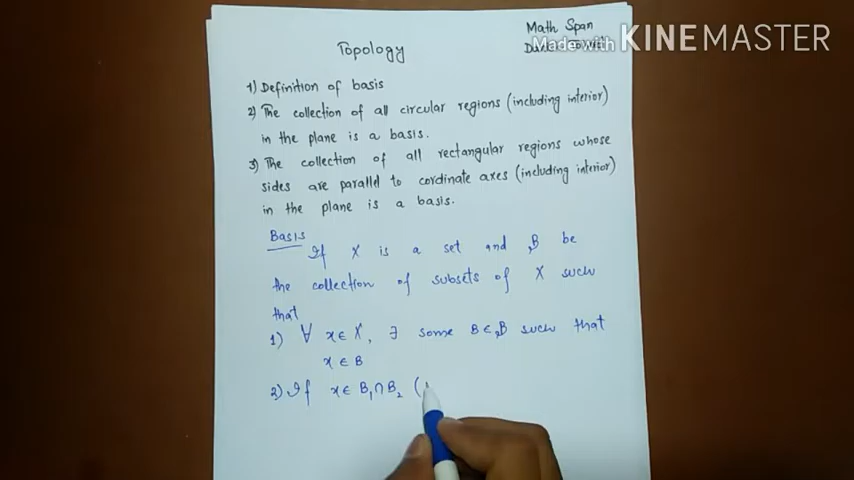 Math Span
Made with KINEMASTER
Topology
1) Definition of basis
2) The collection of all circular regions (including interior)
in the plane is a basis.
3) The collection of all rectangular regions whose
sides are parallel to cordinate axes (including interior)
in the plane is a basis.
Basis
If X is a set and B be
the collection of subsets of X such
that
1) ∀ x ∈ X, ∃ some B ∈ B such that
x ∈ B
2) If x ∈ B₁ ∩ B₂ (